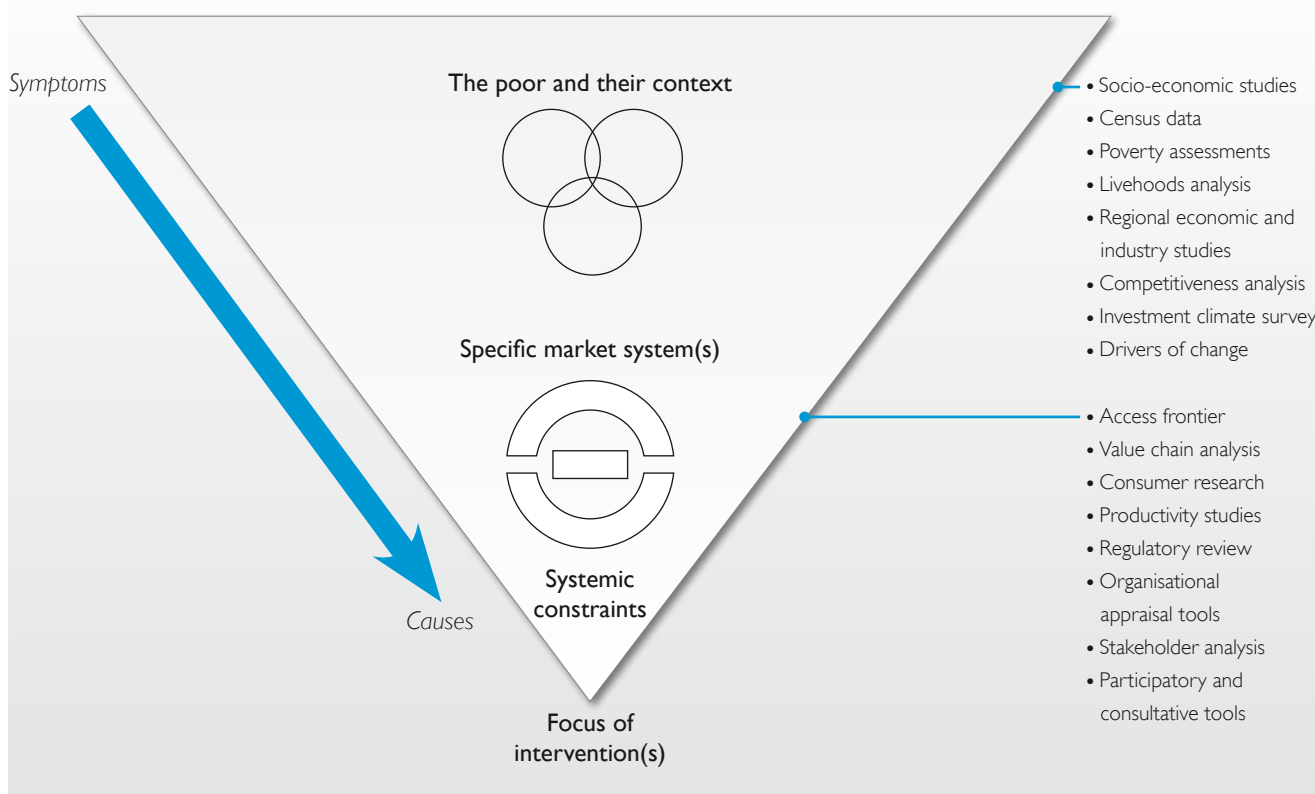 Symptoms
The poor and their context
Specific market system(s)
Systemic
constraints
Causes
Focus of
intervention(s)
• Socio-economic studies
• Census data
• Poverty assessments
• Livehoods analysis
• Regional economic and
industry studies
• Competitiveness analysis
• Investment climate survey
• Drivers of change
• Access frontier
• Value chain analysis
• Consumer research
• Productivity studies
• Regulatory review
• Organisational
appraisal tools
• Stakeholder analysis
• Participatory and
consultative tools